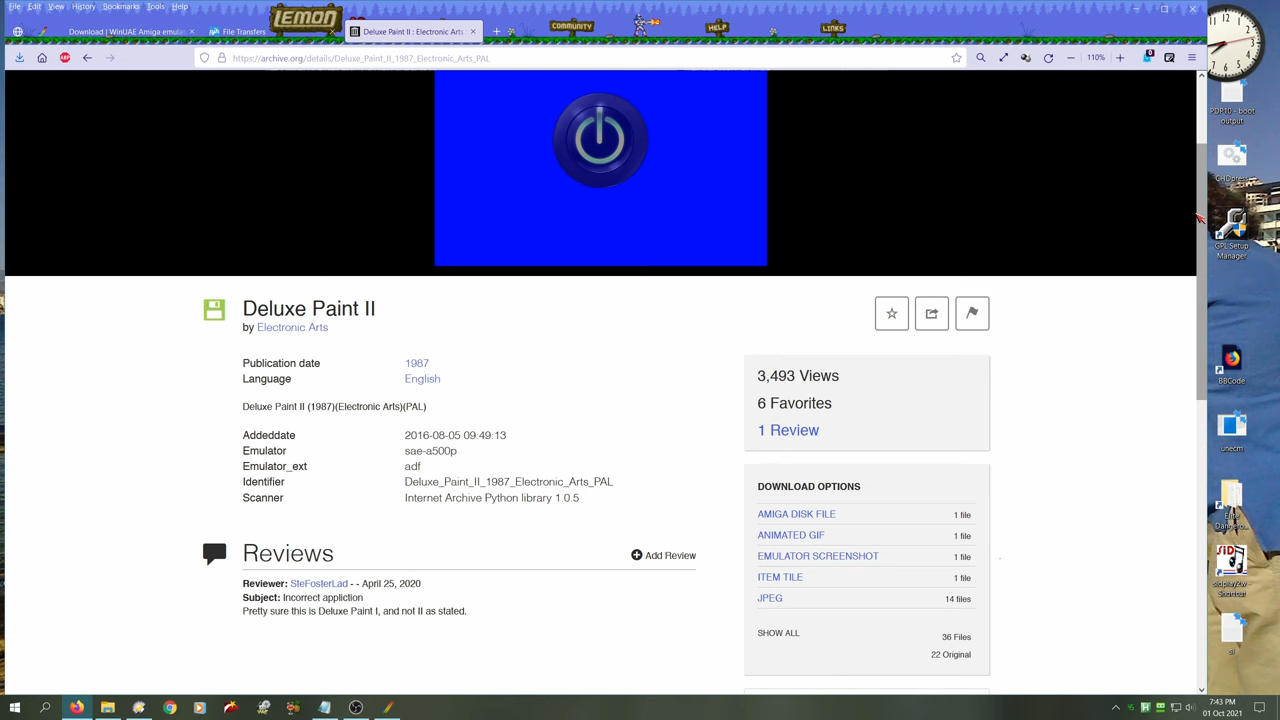 File Edit View History Bookmarks Tools Help
LEMON
COMMUNITY
HELP
LINKS
Download | WinUAE Amiga emula
File Transfers
Deluxe Paint II : Electronic Arts
https://archive.org/details/Deluxe_Paint_II_1987_Electronic_Arts_PAL
110%
Deluxe Paint II
by Electronic Arts
Publication date 1987
Language English
Deluxe Paint II (1987)(Electronic Arts)(PAL)
Addeddate 2016-08-05 09:49:13
Emulator sae-a500p
Emulator_ext adf
Identifier Deluxe_Paint_II_1987_Electronic_Arts_PAL
Scanner Internet Archive Python library 1.0.5
Reviews
Add Review
Reviewer: SteFosterLad - - April 25, 2020
Subject: Incorrect appliction
Pretty sure this is Deluxe Paint I, and not II as stated.
3,493 Views
6 Favorites
1 Review
DOWNLOAD OPTIONS
AMIGA DISK FILE 1 file
ANIMATED GIF 1 file
EMULATOR SCREENSHOT 1 file
ITEM TILE 1 file
JPEG 14 files
SHOW ALL 36 Files
22 Original
PDP10 - boot
output
GPL Setup
Manager
BBCode
unecm
Elite
Dangero...
SID
sidplay2w -
Shortcut
7:43 PM
01 Oct 2021